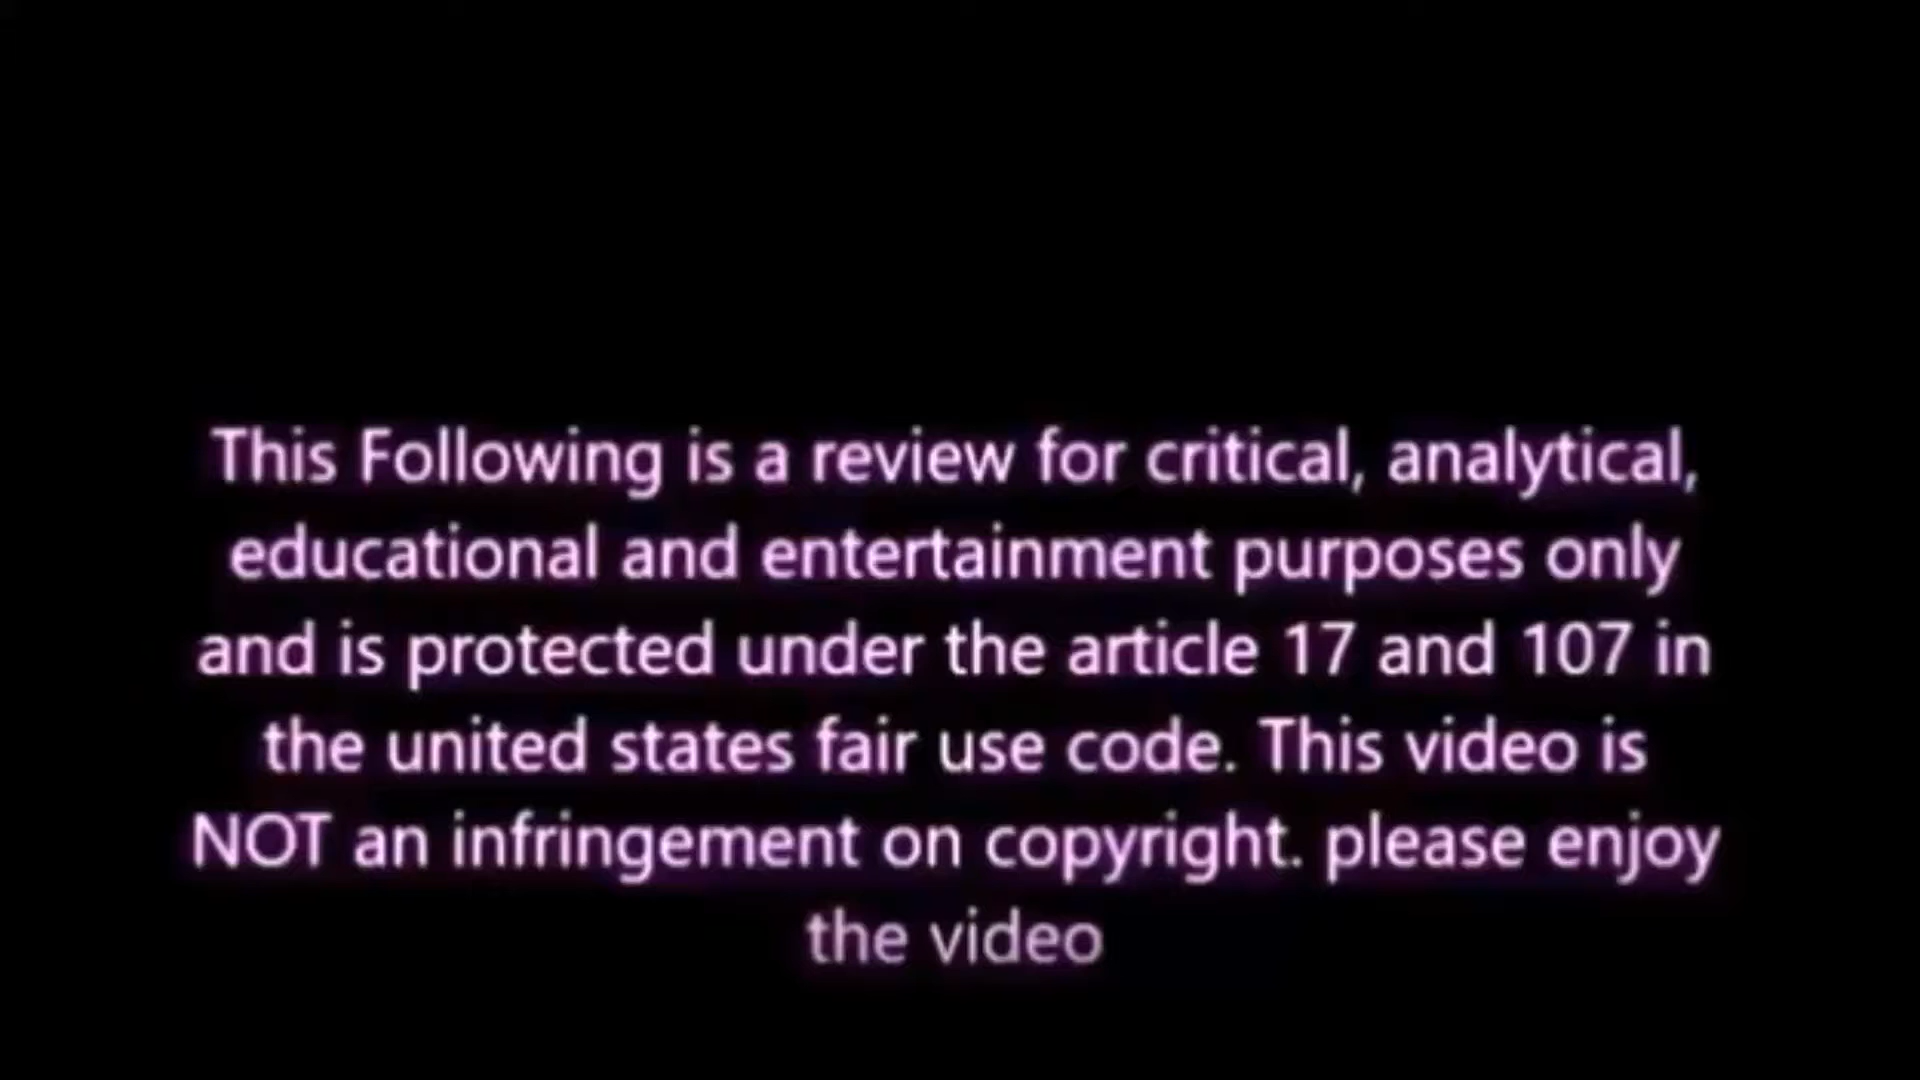 This Following is a review for critical, analytical,
educational and entertainment purposes only
and is protected under the article 17 and 107 in
the united states fair use code. This video is
NOT an infringement on copyright. please enjoy
the video